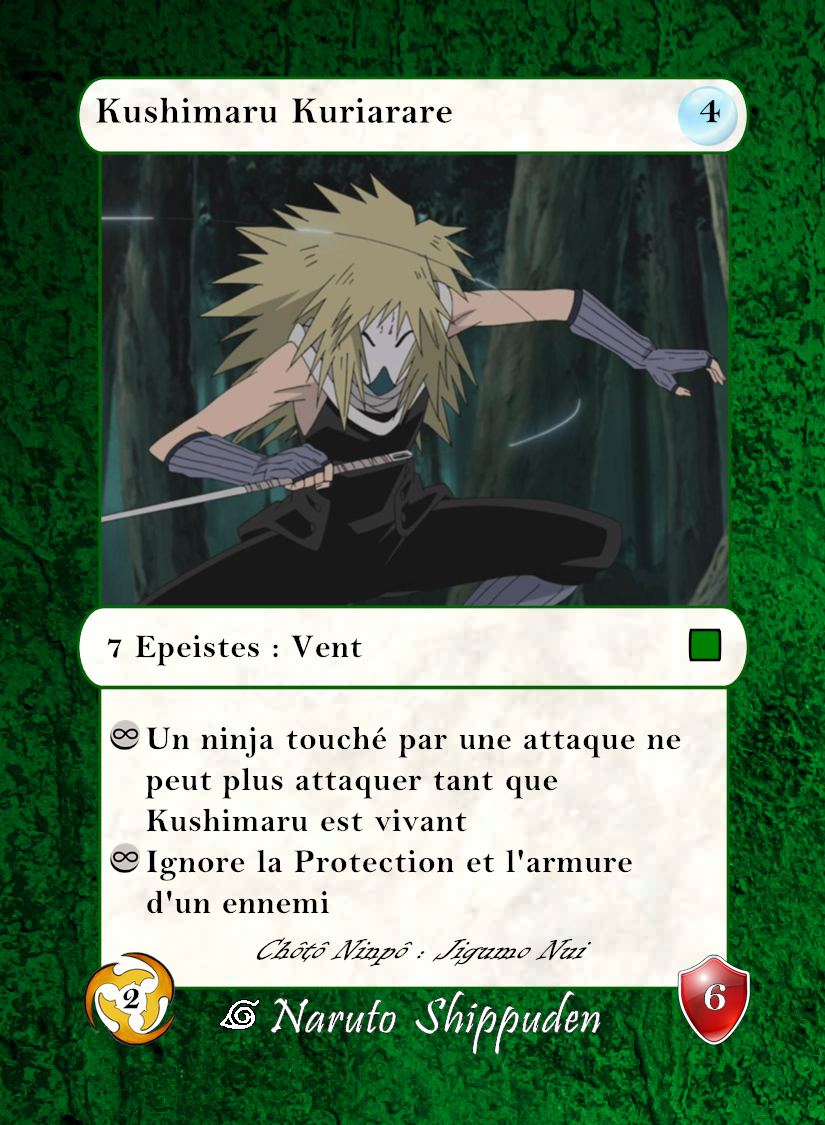 Kushimaru Kuriarare
4
7 Epeistes : Vent
∞ Un ninja touché par une attaque ne
peut plus attaquer tant que
Kushimaru est vivant
∞ Ignore la Protection et l'armure
d'un ennemi
Chôtô Ninpô : Jigumo Nui
2
Naruto Shippuden
6